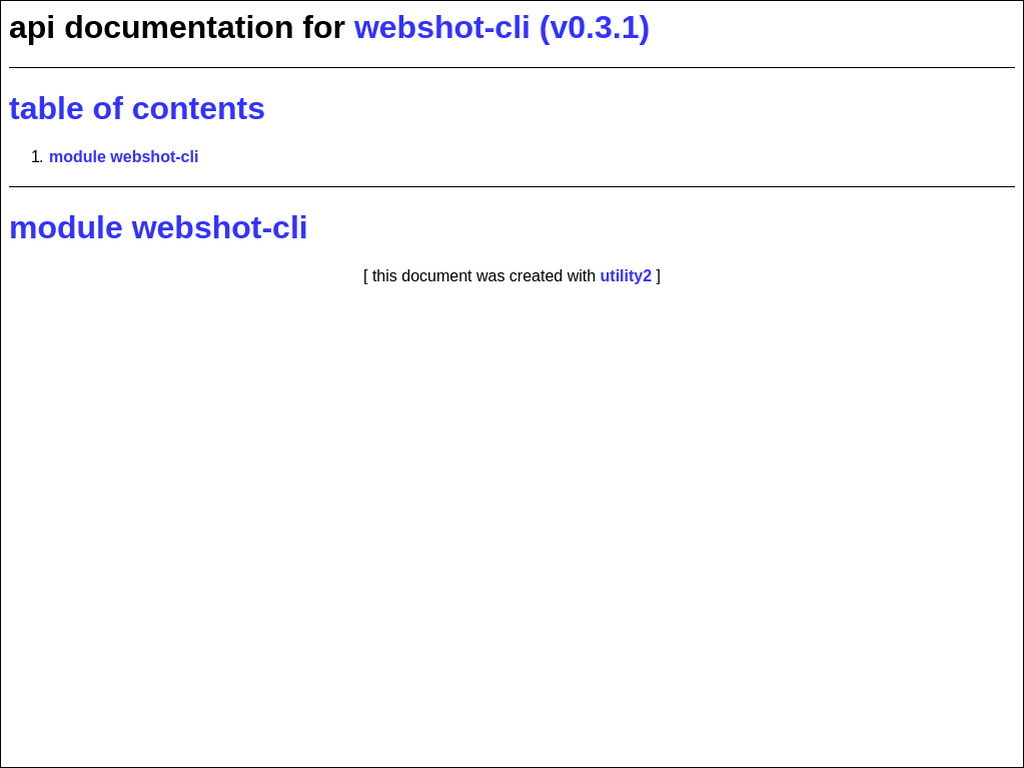 api documentation for webshot-cli (v0.3.1)
table of contents
1. module webshot-cli
module webshot-cli
[ this document was created with utility2 ]